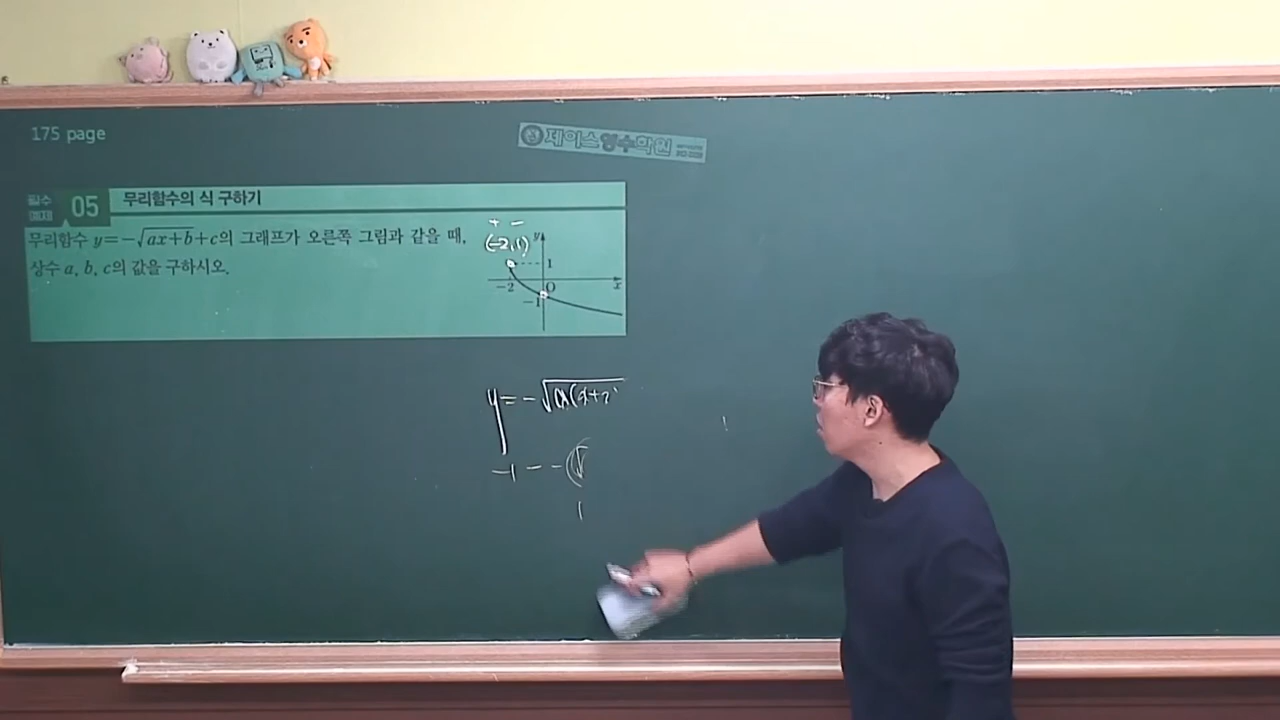 175 page
제이스영수학원
필수 예제 05 무리함수의 식 구하기
무리함수 y=-√ax+b+c의 그래프가 오른쪽 그림과 같을 때,
상수 a, b, c의 값을 구하시오.
+ -
(-2,1)
y
1
-2 O x
-1
y=-√a(x+2
-1 - -(√
1